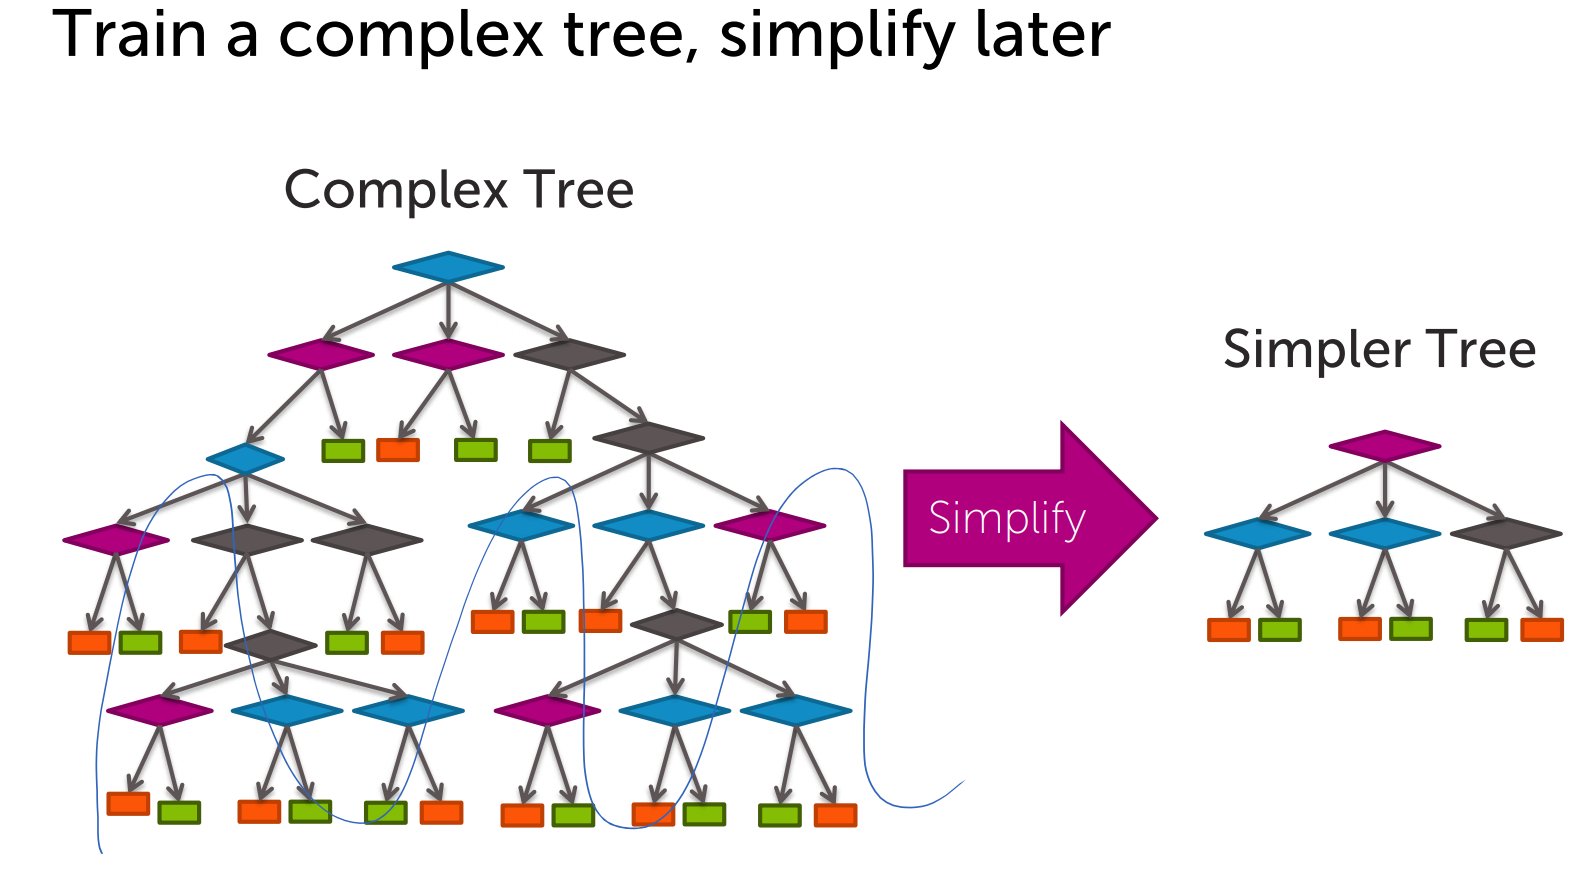 Train a complex tree, simplify later
Complex Tree
Simpler Tree
Simplify